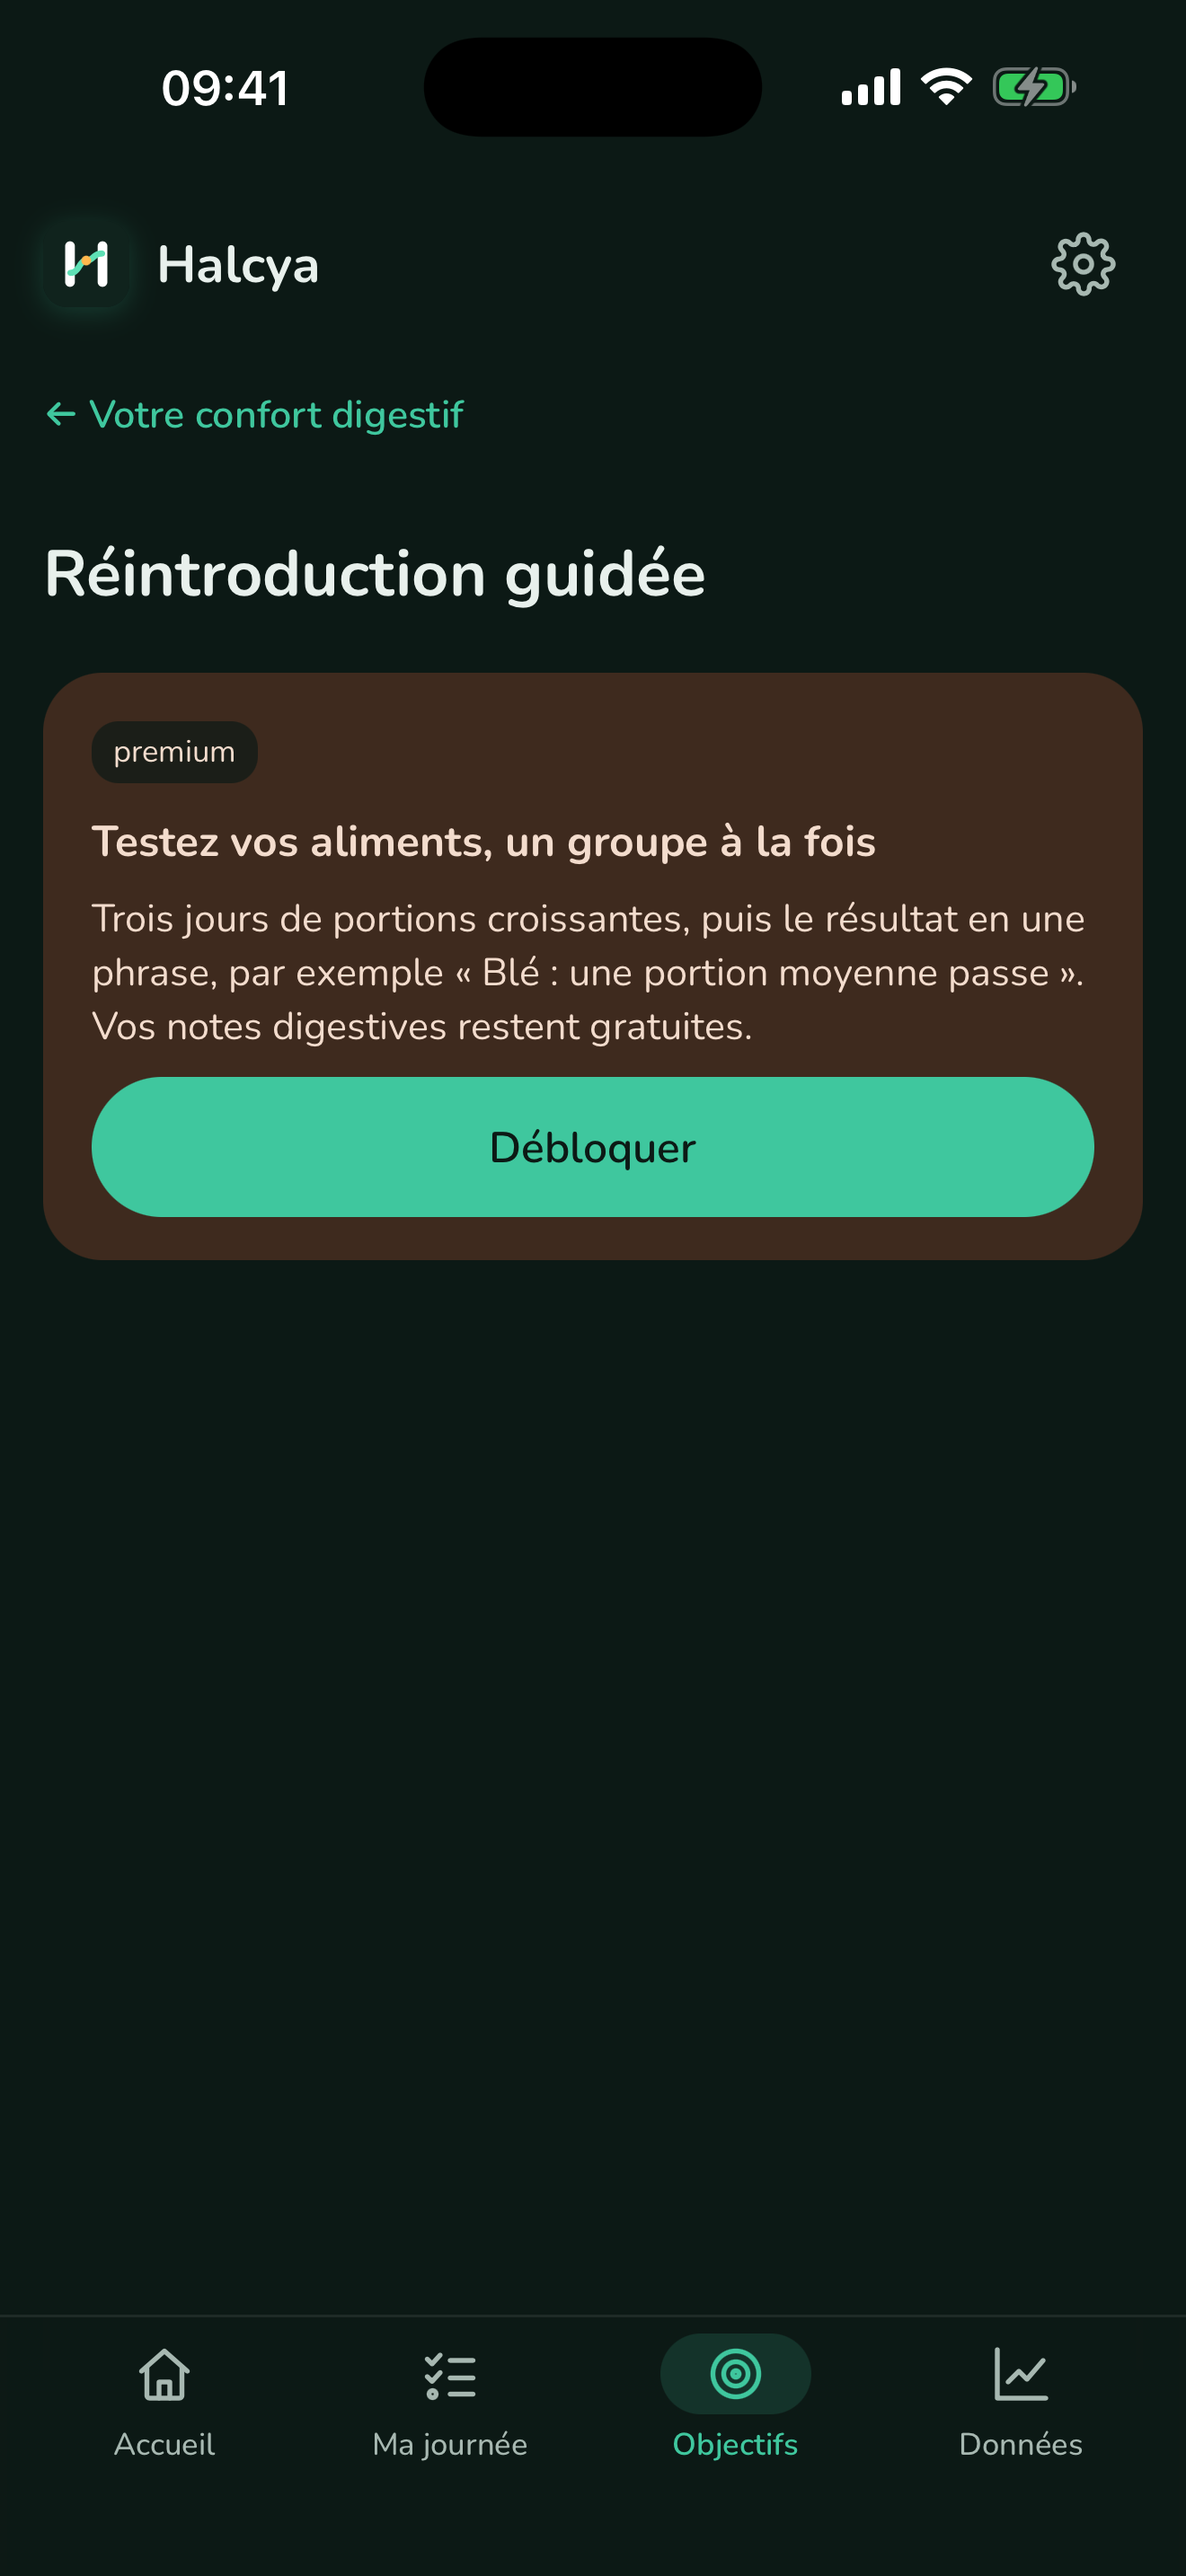 09:41
Halcya
← Votre confort digestif
Réintroduction guidée
premium
Testez vos aliments, un groupe à la fois
Trois jours de portions croissantes, puis le résultat en une
phrase, par exemple « Blé : une portion moyenne passe ».
Vos notes digestives restent gratuites.
Débloquer
Accueil
Ma journée
Objectifs
Données